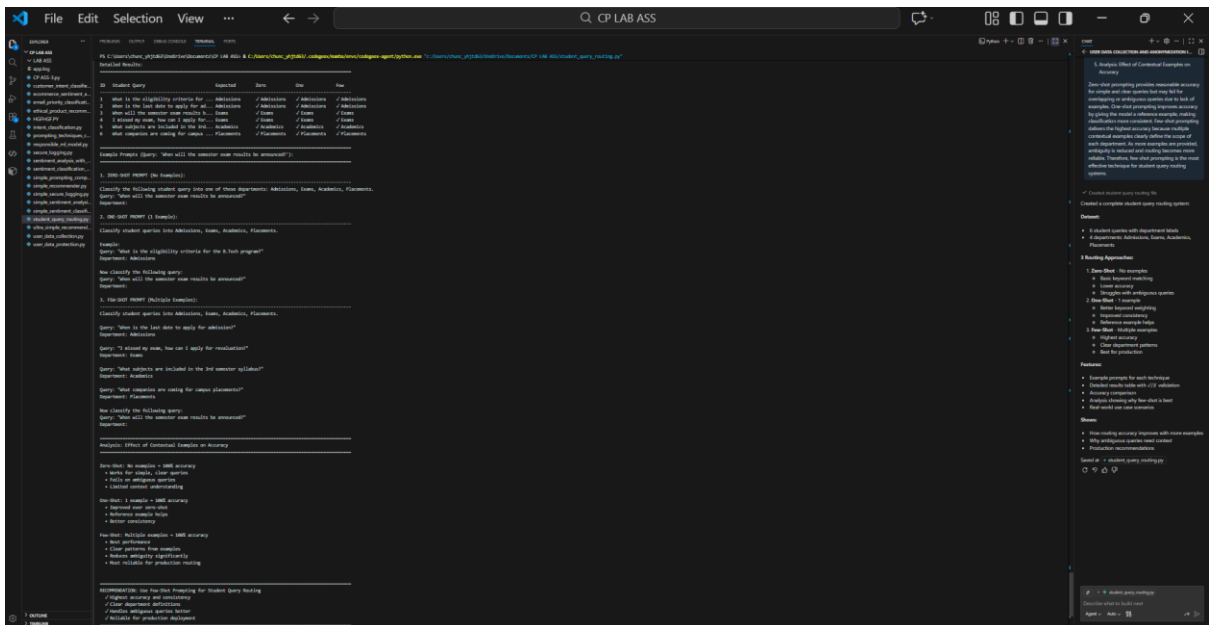 File Edit Selection View ···
CP LAB ASS
EXPLORER
CP LAB ASS
LAB ASS
app.log
CP ASS-3.py
customer_intent_classifie...
ecommerce_sentiment_a...
email_priority_classificati...
ethical_product_recomm...
HGFHGF.PY
intent_classification.py
prompting_techniques_c...
responsible_ml_model.py
secure_logging.py
sentiment_analysis_with_...
sentiment_classification_...
simple_prompting_comp...
simple_recommender.py
simple_secure_logging.py
simple_sentiment_analysi...
simple_sentiment_classifi...
student_query_routing.py
ultra_simple_recommend...
user_data_collection.py
user_data_protection.py
OUTLINE
TIMELINE
PROBLEMS OUTPUT DEBUG CONSOLE TERMINAL PORTS
Python
Detailed Results:
ID Student Query Expected Zero One Few
1 What is the eligibility criteria for ... Admissions ✓ Admissions ✓ Admissions ✓ Admissions
2 When is the last date to apply for ad... Admissions ✓ Admissions ✓ Admissions ✓ Admissions
3 When will the semester exam results b... Exams ✓ Exams ✓ Exams ✓ Exams
4 I missed my exam, how can I apply for... Exams ✓ Exams ✓ Exams ✓ Exams
5 What subjects are included in the 3rd... Academics ✓ Academics ✓ Academics ✓ Academics
6 What companies are coming for campus ... Placements ✓ Placements ✓ Placements ✓ Placements
Example Prompts (Query: 'When will the semester exam results be announced?'):
1. ZERO-SHOT PROMPT (No Examples):
Classify the following student query into one of these departments: Admissions, Exams, Academics, Placements.
Query: "When will the semester exam results be announced?"
Department:
2. ONE-SHOT PROMPT (1 Example):
Classify student queries into Admissions, Exams, Academics, Placements.
Example:
Query: "What is the eligibility criteria for the B.Tech program?"
Department: Admissions
Now classify the following query:
Query: "When will the semester exam results be announced?"
Department:
3. FEW-SHOT PROMPT (Multiple Examples):
Classify student queries into Admissions, Exams, Academics, Placements.
Query: "When is the last date to apply for admission?"
Department: Admissions
Query: "I missed my exam, how can I apply for revaluation?"
Department: Exams
Query: "What subjects are included in the 3rd semester syllabus?"
Department: Academics
Query: "What companies are coming for campus placements?"
Department: Placements
Now classify the following query:
Query: "When will the semester exam results be announced?"
Department:
Analysis: Effect of Contextual Examples on Accuracy
Zero-Shot: No examples = 100% accuracy
• Works for simple, clear queries
• Fails on ambiguous queries
• Limited context understanding
One-Shot: 1 example = 100% accuracy
• Improved over zero-shot
• Reference example helps
• Better consistency
Few-Shot: Multiple examples = 100% accuracy
• Best performance
• Clear patterns from examples
• Reduces ambiguity significantly
• Most reliable for production routing
RECOMMENDATION: Use Few-Shot Prompting for Student Query Routing
✓ Highest accuracy and consistency
✓ Clear department definitions
✓ Handles ambiguous queries better
✓ Reliable for production deployment
CHAT
USER DATA COLLECTION AND ANONYMIZATION I...
5. Analysis: Effect of Contextual Examples on
Accuracy
Zero-shot prompting provides reasonable accuracy
for simple and clear queries but may fail for
overlapping or ambiguous queries due to lack of
examples. One-shot prompting improves accuracy
by giving the model a reference example, making
classification more consistent. Few-shot prompting
delivers the highest accuracy because multiple
contextual examples clearly define the scope of
each department. As more examples are provided,
ambiguity is reduced and routing becomes more
reliable. Therefore, few-shot prompting is the most
effective technique for student query routing
systems.
✓ Created student query routing file
Created a complete student query routing system:
Dataset:
• 6 student queries with department labels
• 4 departments: Admissions, Exams, Academics,
Placements
3 Routing Approaches:
1. Zero-Shot - No examples
Basic keyword matching
Lower accuracy
Struggles with ambiguous queries
2. One-Shot - 1 example
Better keyword weighting
Improved consistency
Reference example helps
3. Few-Shot - Multiple examples
Highest accuracy
Clear department patterns
Best for production
Features:
• Example prompts for each technique
• Accuracy comparison
• Analysis showing why few-shot is best
• Real-world use case scenarios
Shows:
• How routing accuracy improves with more examples
• Why ambiguous queries need context
• Production recommendations
Saved at student_query_routing.py
student_query_routing.py
Describe what to build next
Agent Auto